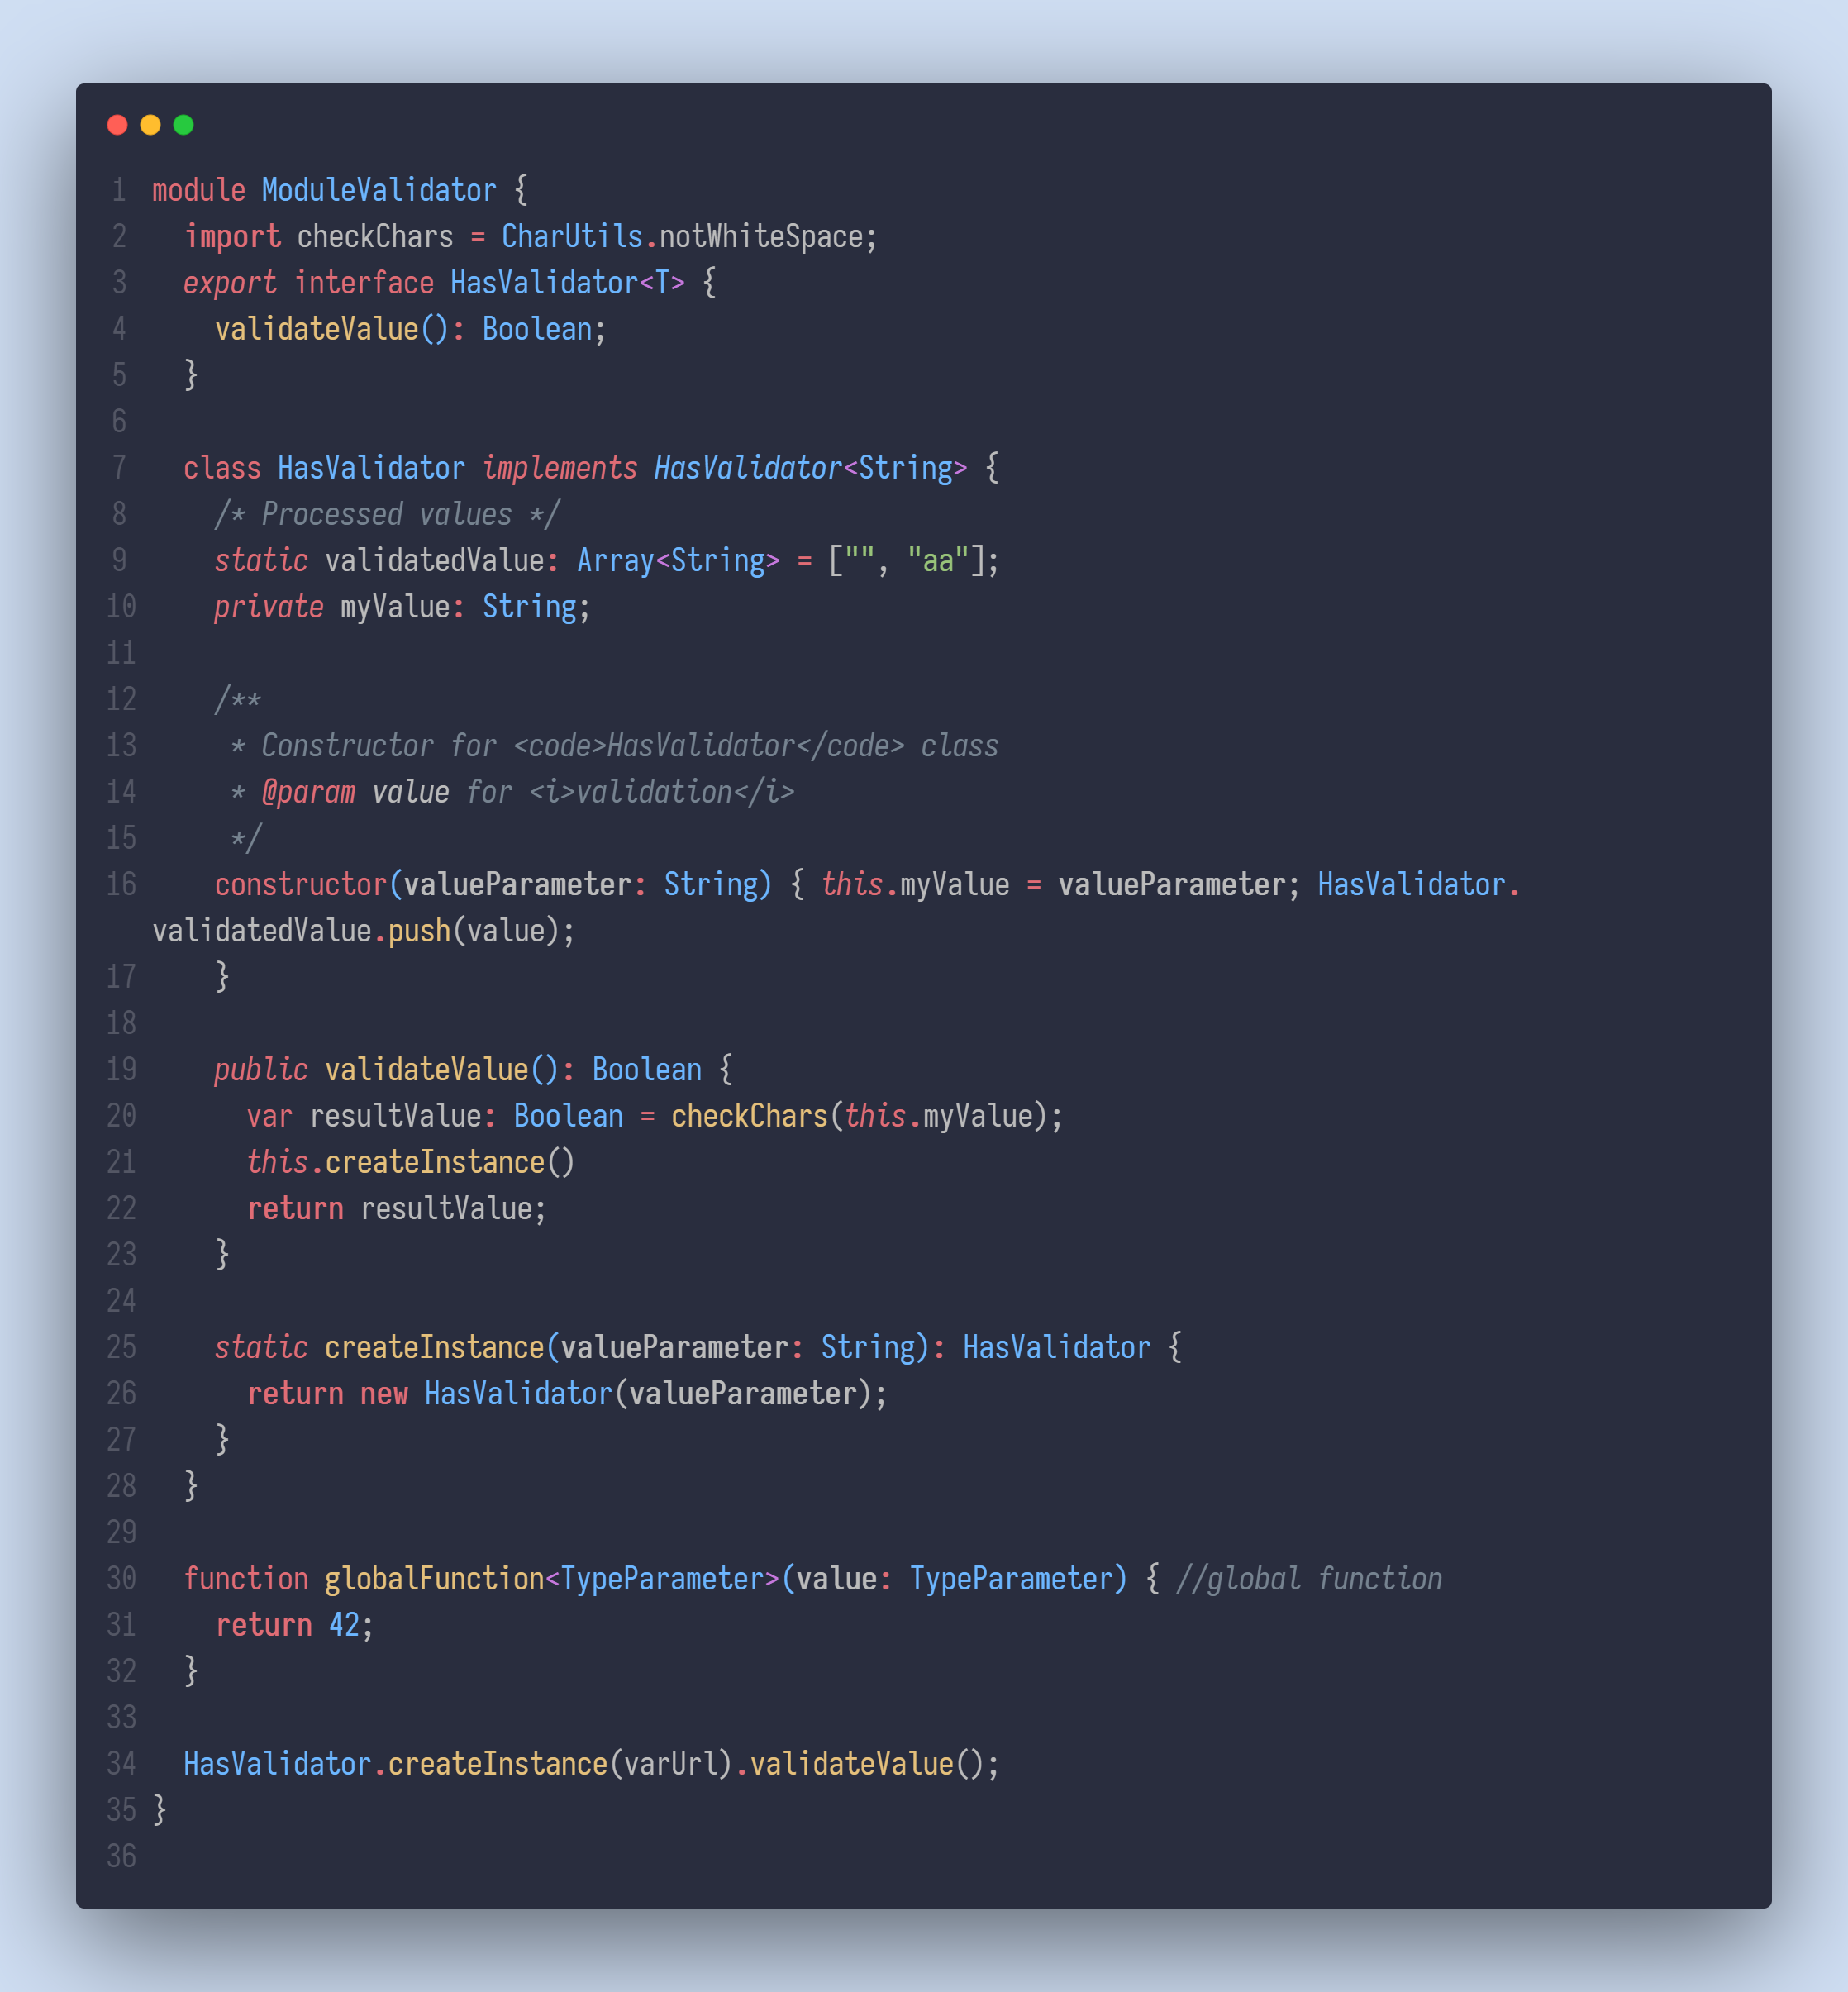 1 module ModuleValidator {
2   import checkChars = CharUtils.notWhiteSpace;
3   export interface HasValidator<T> {
4     validateValue(): Boolean;
5   }
6
7   class HasValidator implements HasValidator<String> {
8     /* Processed values */
9     static validatedValue: Array<String> = ["", "aa"];
10     private myValue: String;
11
12     /**
13      * Constructor for <code>HasValidator</code> class
14      * @param value for <i>validation</i>
15      */
16     constructor(valueParameter: String) { this.myValue = valueParameter; HasValidator.
validatedValue.push(value);
17     }
18
19     public validateValue(): Boolean {
20       var resultValue: Boolean = checkChars(this.myValue);
21       this.createInstance()
22       return resultValue;
23     }
24
25     static createInstance(valueParameter: String): HasValidator {
26       return new HasValidator(valueParameter);
27     }
28   }
29
30   function globalFunction<TypeParameter>(value: TypeParameter) { //global function
31     return 42;
32   }
33
34   HasValidator.createInstance(varUrl).validateValue();
35 }
36